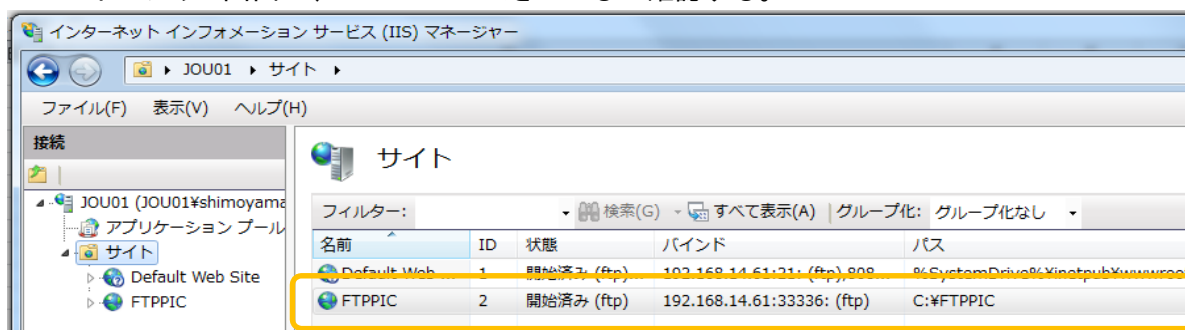 インターネット インフォメーション サービス (IIS) マネージャー
JOU01 サイト
ファイル(F) 表示(V) ヘルプ(H)
接続
サイト
JOU01 (JOU01¥shimoyama
アプリケーション プール
サイト
Default Web Site
FTPPIC
フィルター: 検索(G) すべて表示(A) グループ化: グループ化なし
名前 ID 状態 バインド パス
Default Web ... 1 開始済み (ftp)... 192.168.14.61:21: (ftp),808... %SystemDrive%¥inetpub¥wwwroo
FTPPIC 2 開始済み (ftp) 192.168.14.61:33336: (ftp) C:¥FTPPIC